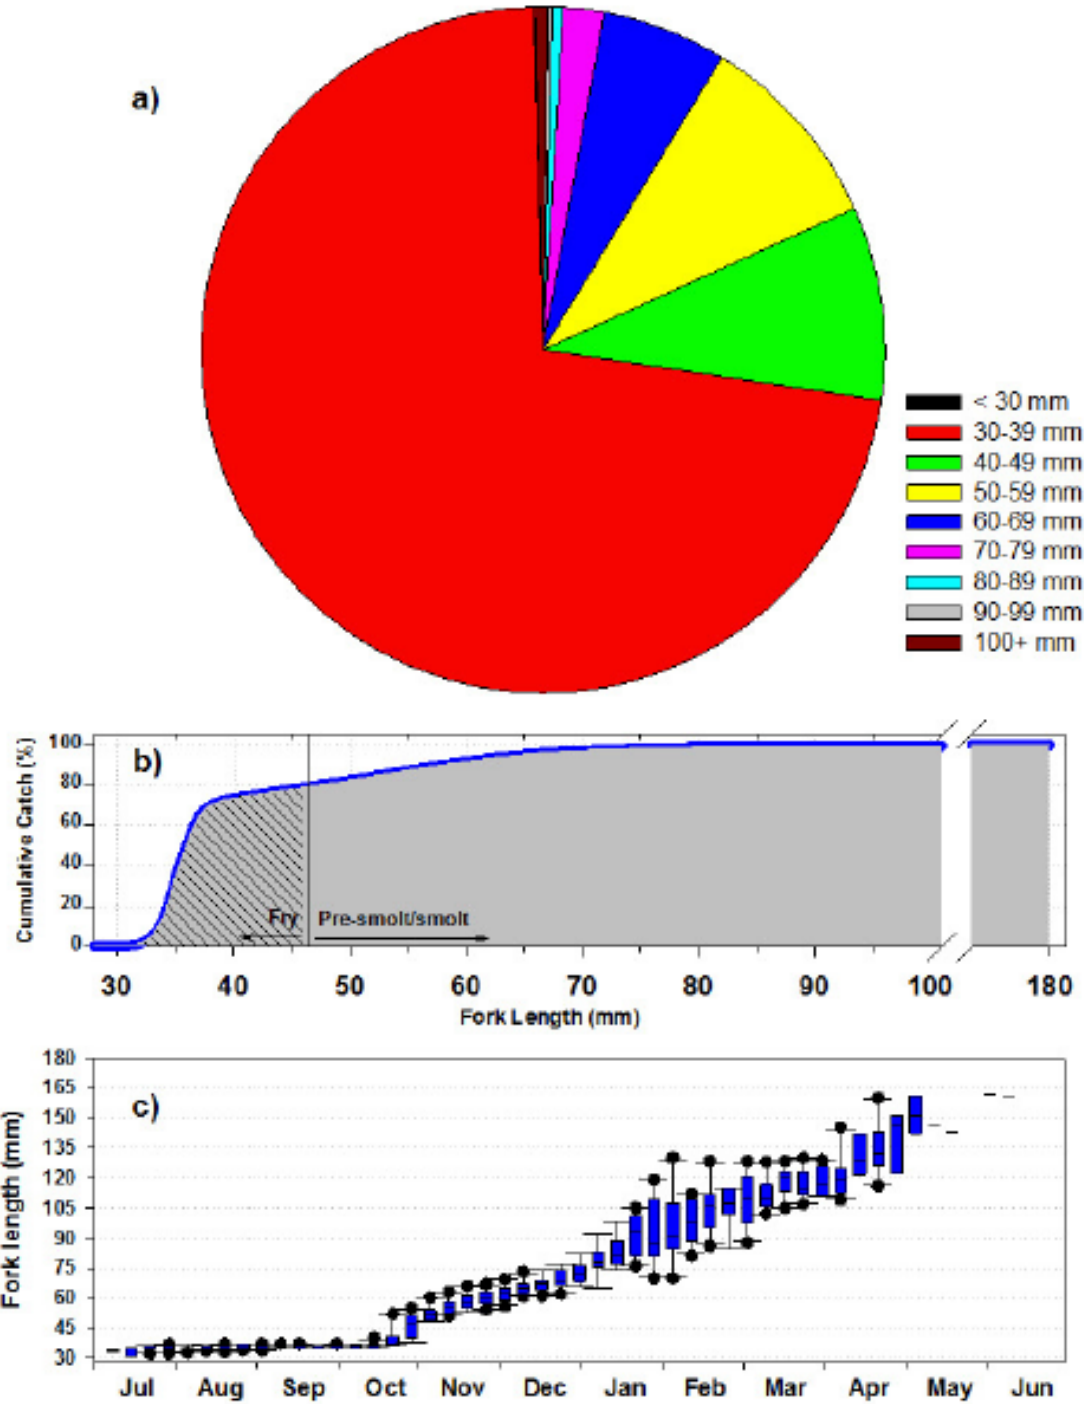 a)
< 30 mm
30-39 mm
40-49 mm
50-59 mm
60-69 mm
70-79 mm
80-89 mm
90-99 mm
100+ mm
b)
Cumulative Catch (%)
100
80
60
40
20
0
Fry
Pre-smolt/smolt
30 40 50 60 70 80 90 100 180
Fork Length (mm)
c)
Fork length (mm)
180
165
150
135
120
105
90
75
60
45
30
Jul Aug Sep Oct Nov Dec Jan Feb Mar Apr May Jun